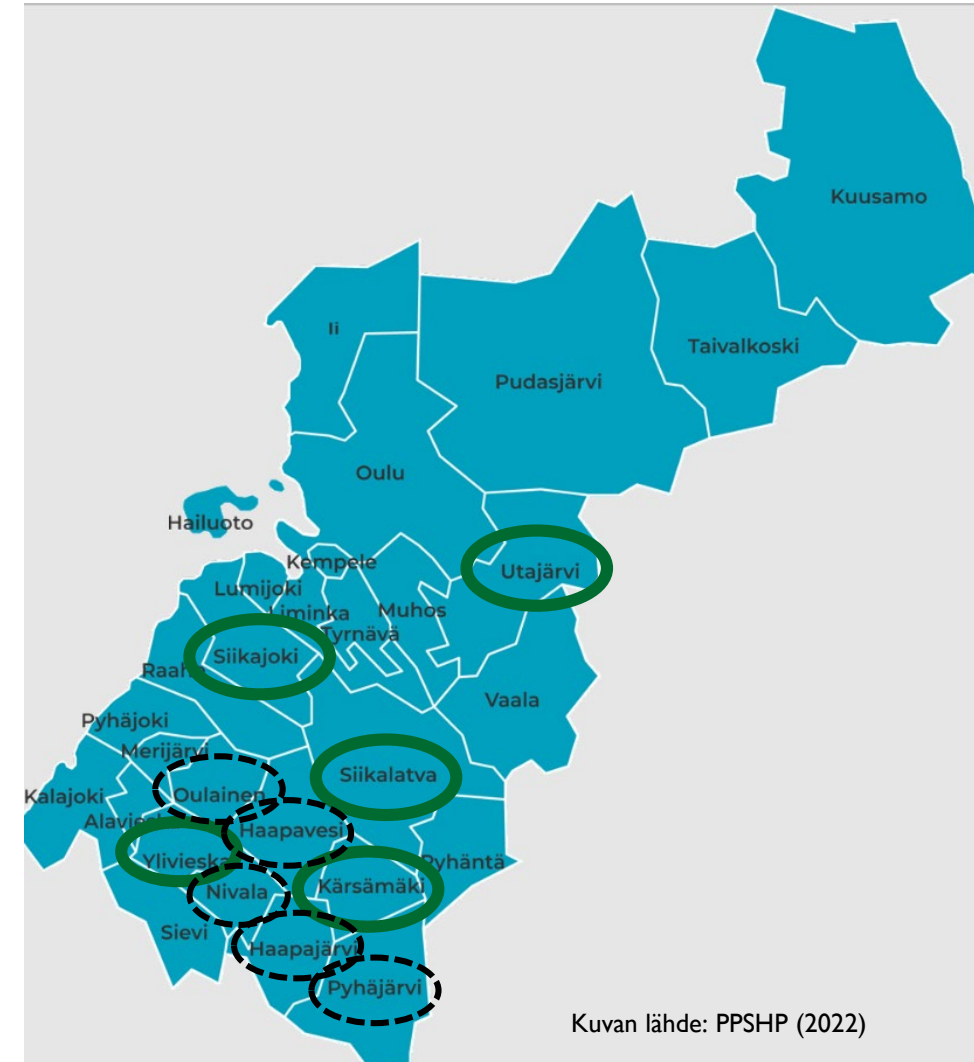 Kuusamo
Ii
Taivalkoski
Pudasjärvi
Oulu
Hailuoto
Kempele
Utajärvi
Lumijoki
Liminka
Muhos
Tyrnävä
Siikajoki
Raahe
Vaala
Pyhäjoki
Merijärvi
Siikalatva
Kalajoki
Oulainen
Alavieska
Haapavesi
Ylivieska
Pyhäntä
Kärsämäki
Nivala
Sievi
Haapajärvi
Pyhäjärvi
Kuvan lähde: PPSHP (2022)